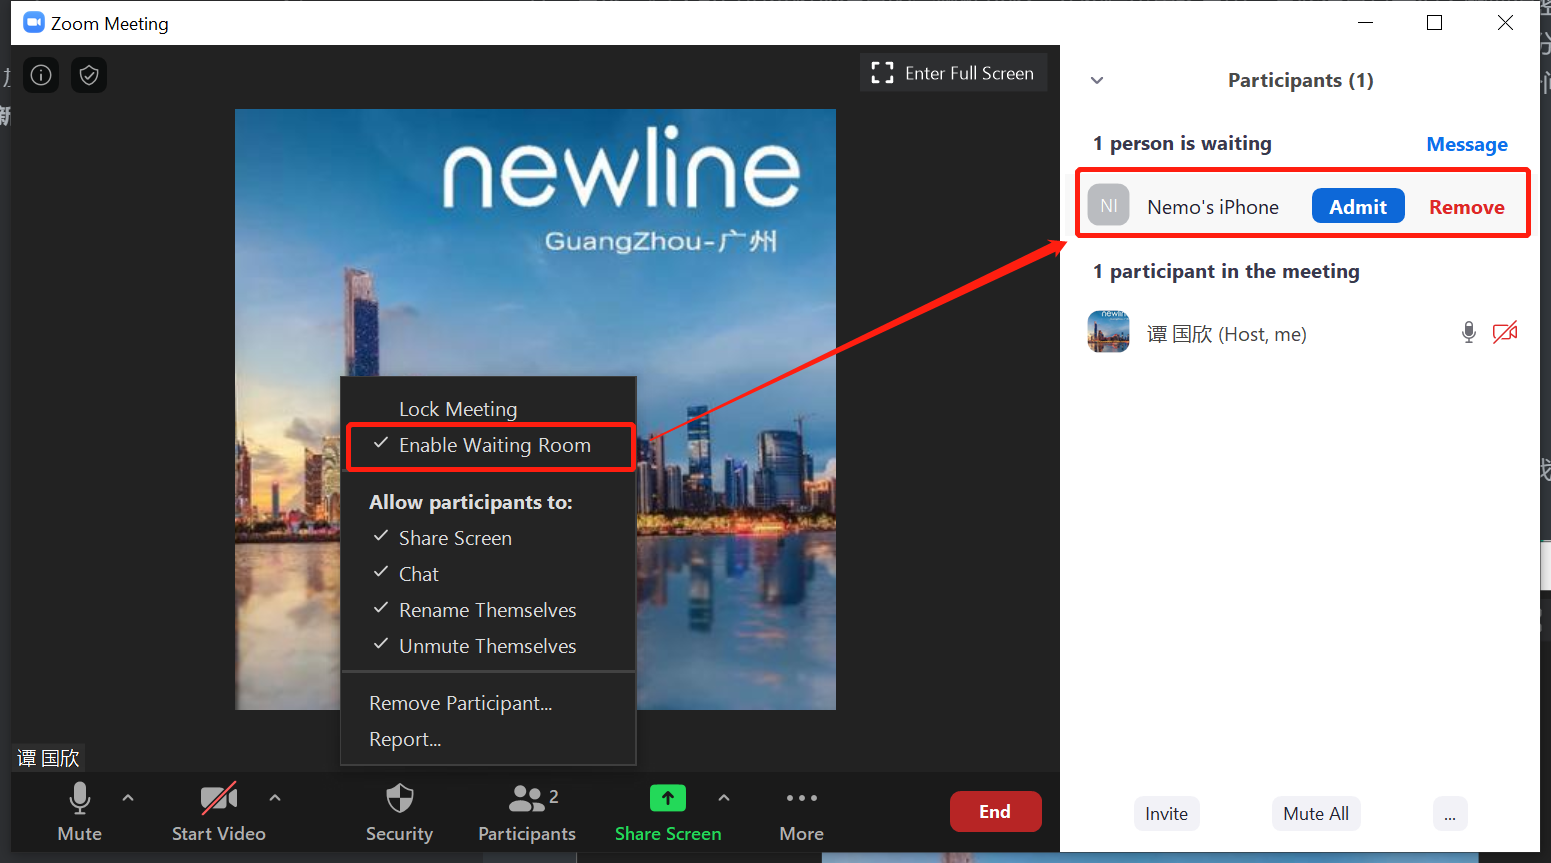 Zoom Meeting
Enter Full Screen
newline
GuangZhou-广州
Lock Meeting
Enable Waiting Room
Allow participants to:
Share Screen
Chat
Rename Themselves
Unmute Themselves
Remove Participant...
Report...
谭 国欣
Mute
Start Video
Security
2
Participants
Share Screen
More
End
Participants (1)
1 person is waiting
Message
NI
Nemo's iPhone
Admit
Remove
1 participant in the meeting
newline
谭 国欣 (Host, me)
Invite
Mute All
...